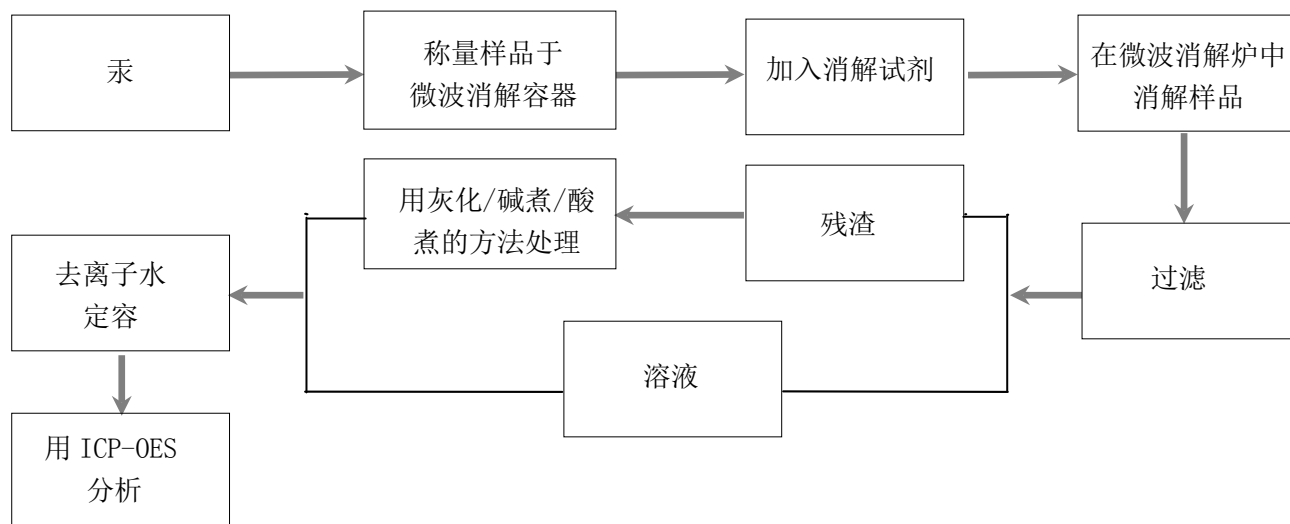 汞
称量样品于
微波消解容器
加入消解试剂
在微波消解炉中
消解样品
用灰化/碱煮/酸
煮的方法处理
残渣
过滤
去离子水
定容
溶液
用 ICP-OES
分析